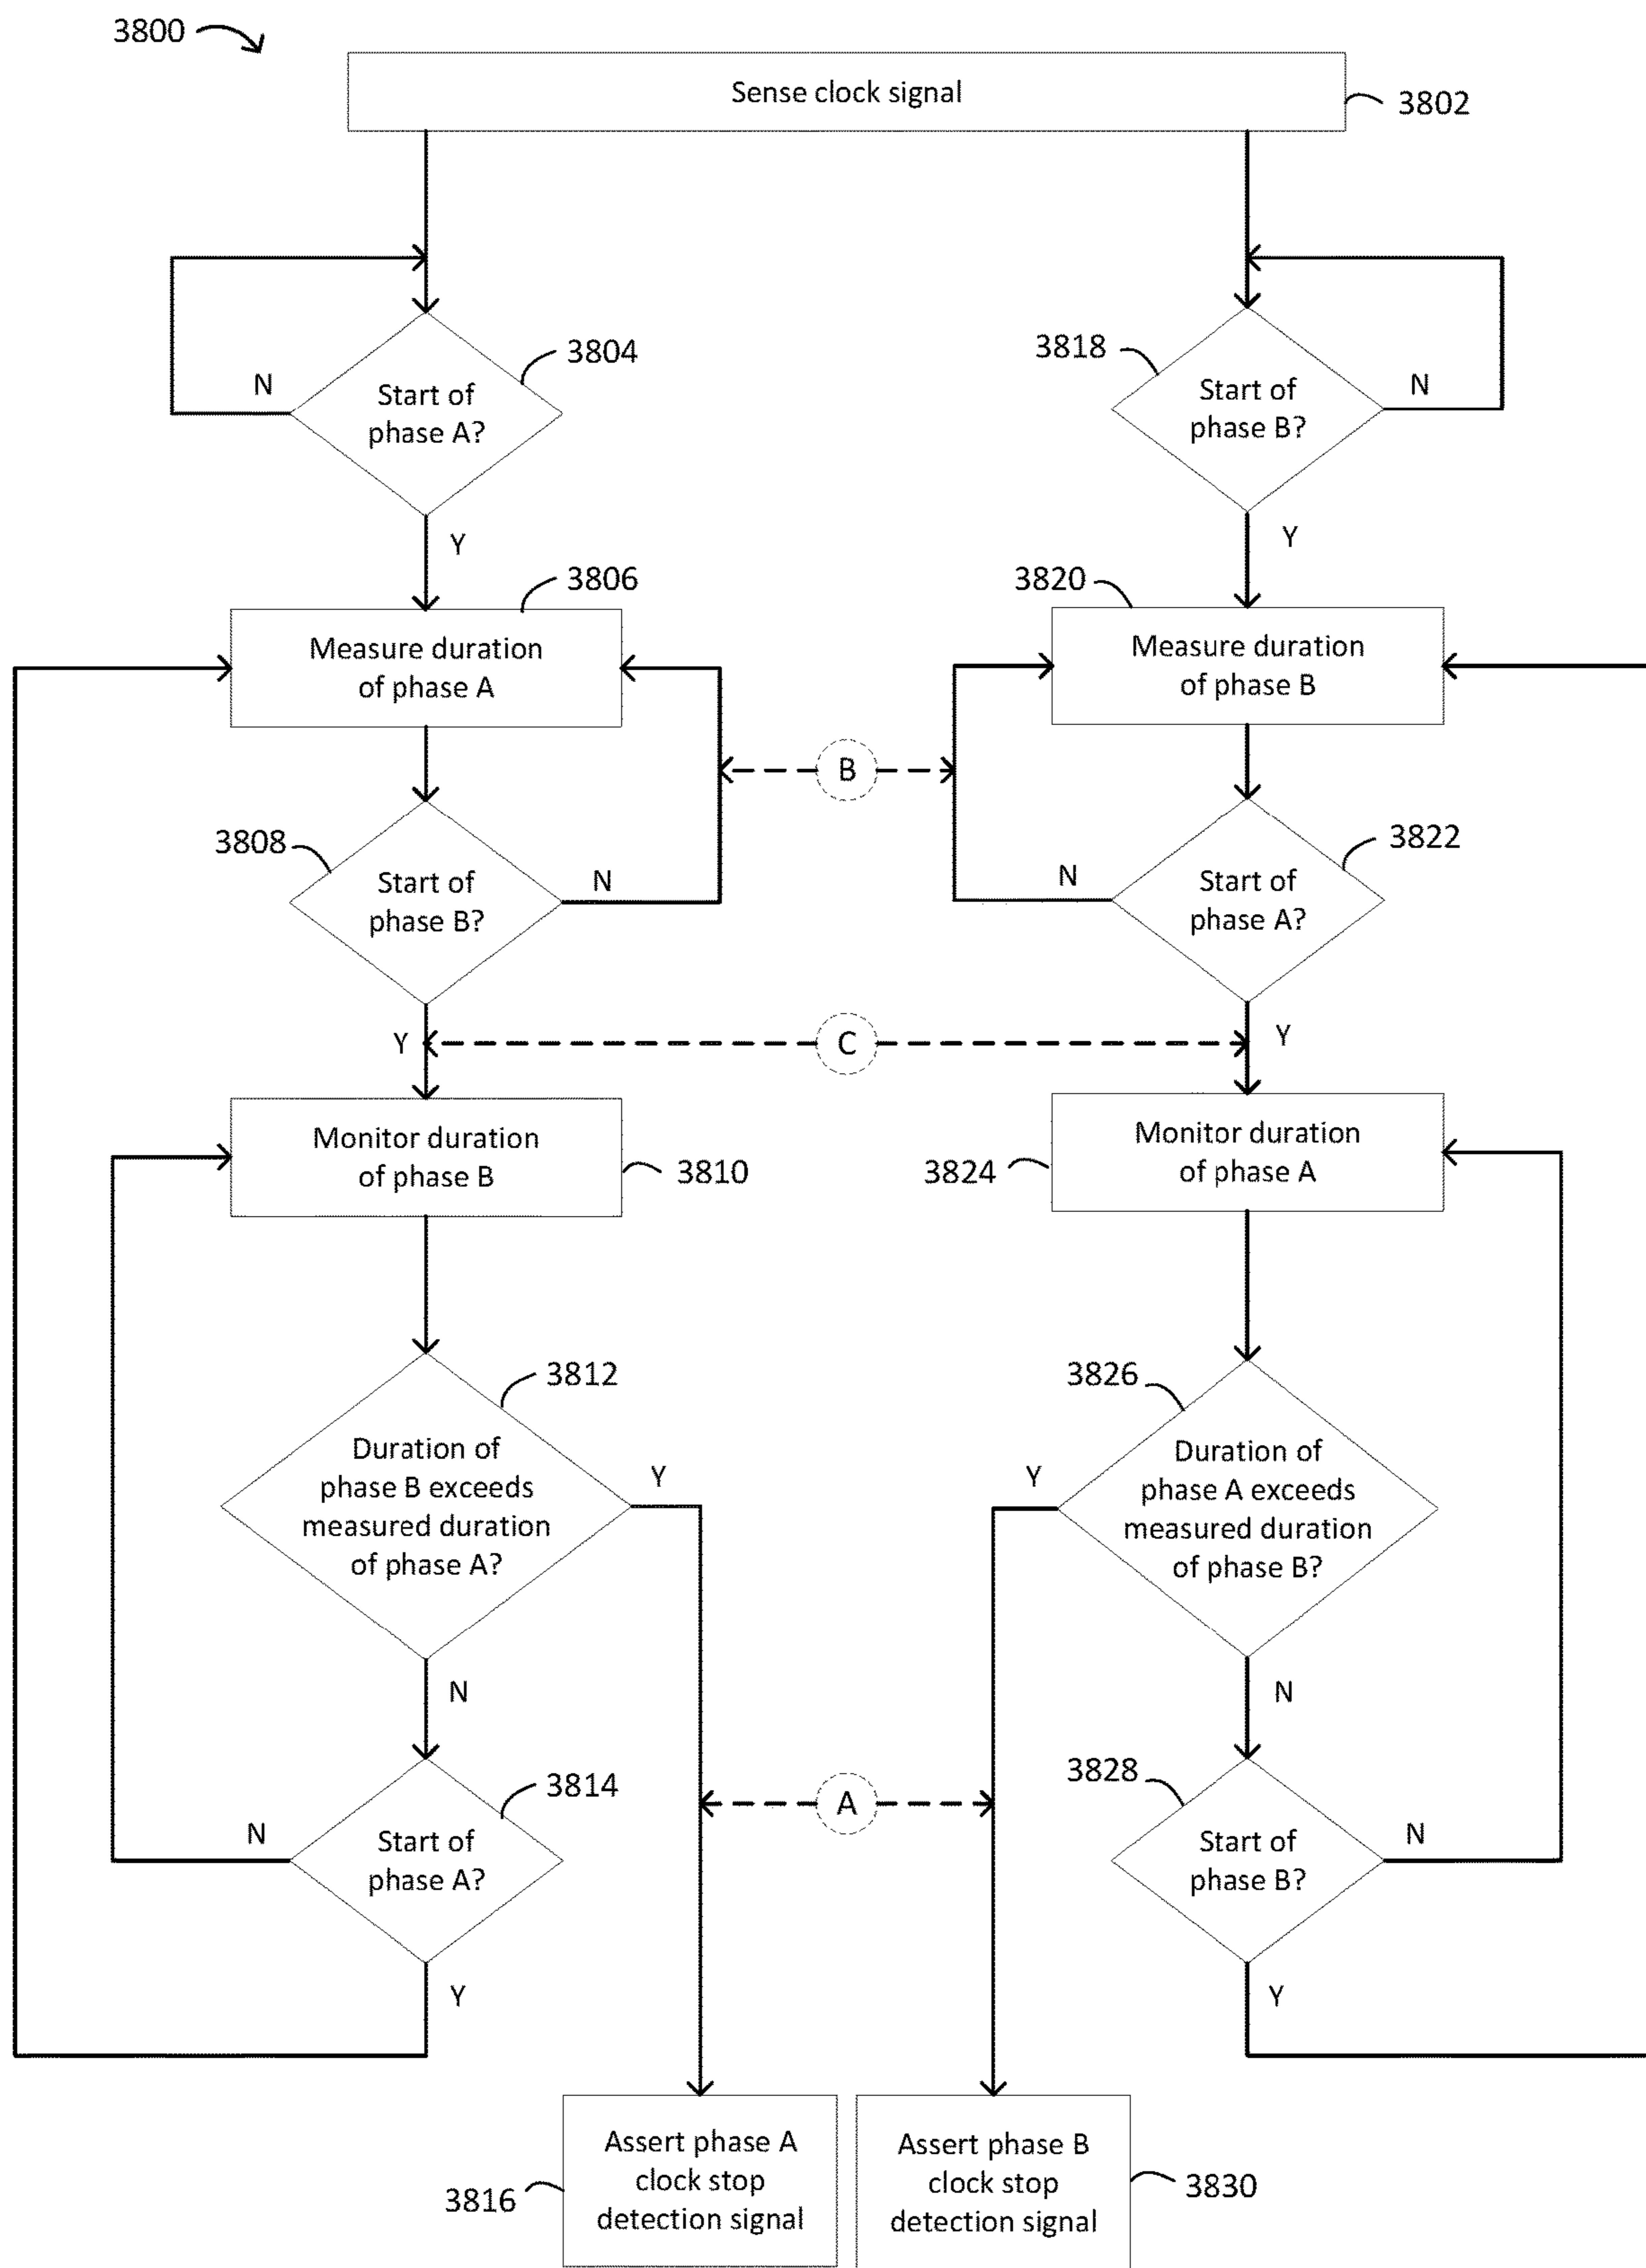 3800
Sense clock signal
3802
3804
Start of
phase A?
N
Y
3818
Start of
phase B?
N
Y
3806
Measure duration
of phase A
3820
Measure duration
of phase B
B
3808
Start of
phase B?
N
Y
3822
Start of
phase A?
N
Y
C
Monitor duration
of phase B
3810
Monitor duration
of phase A
3824
3812
Duration of
phase B exceeds
measured duration
of phase A?
Y
N
3826
Duration of
phase A exceeds
measured duration
of phase B?
Y
N
3814
Start of
phase A?
N
Y
A
3828
Start of
phase B?
N
Y
Assert phase A
clock stop
detection signal
3816
Assert phase B
clock stop
detection signal
3830